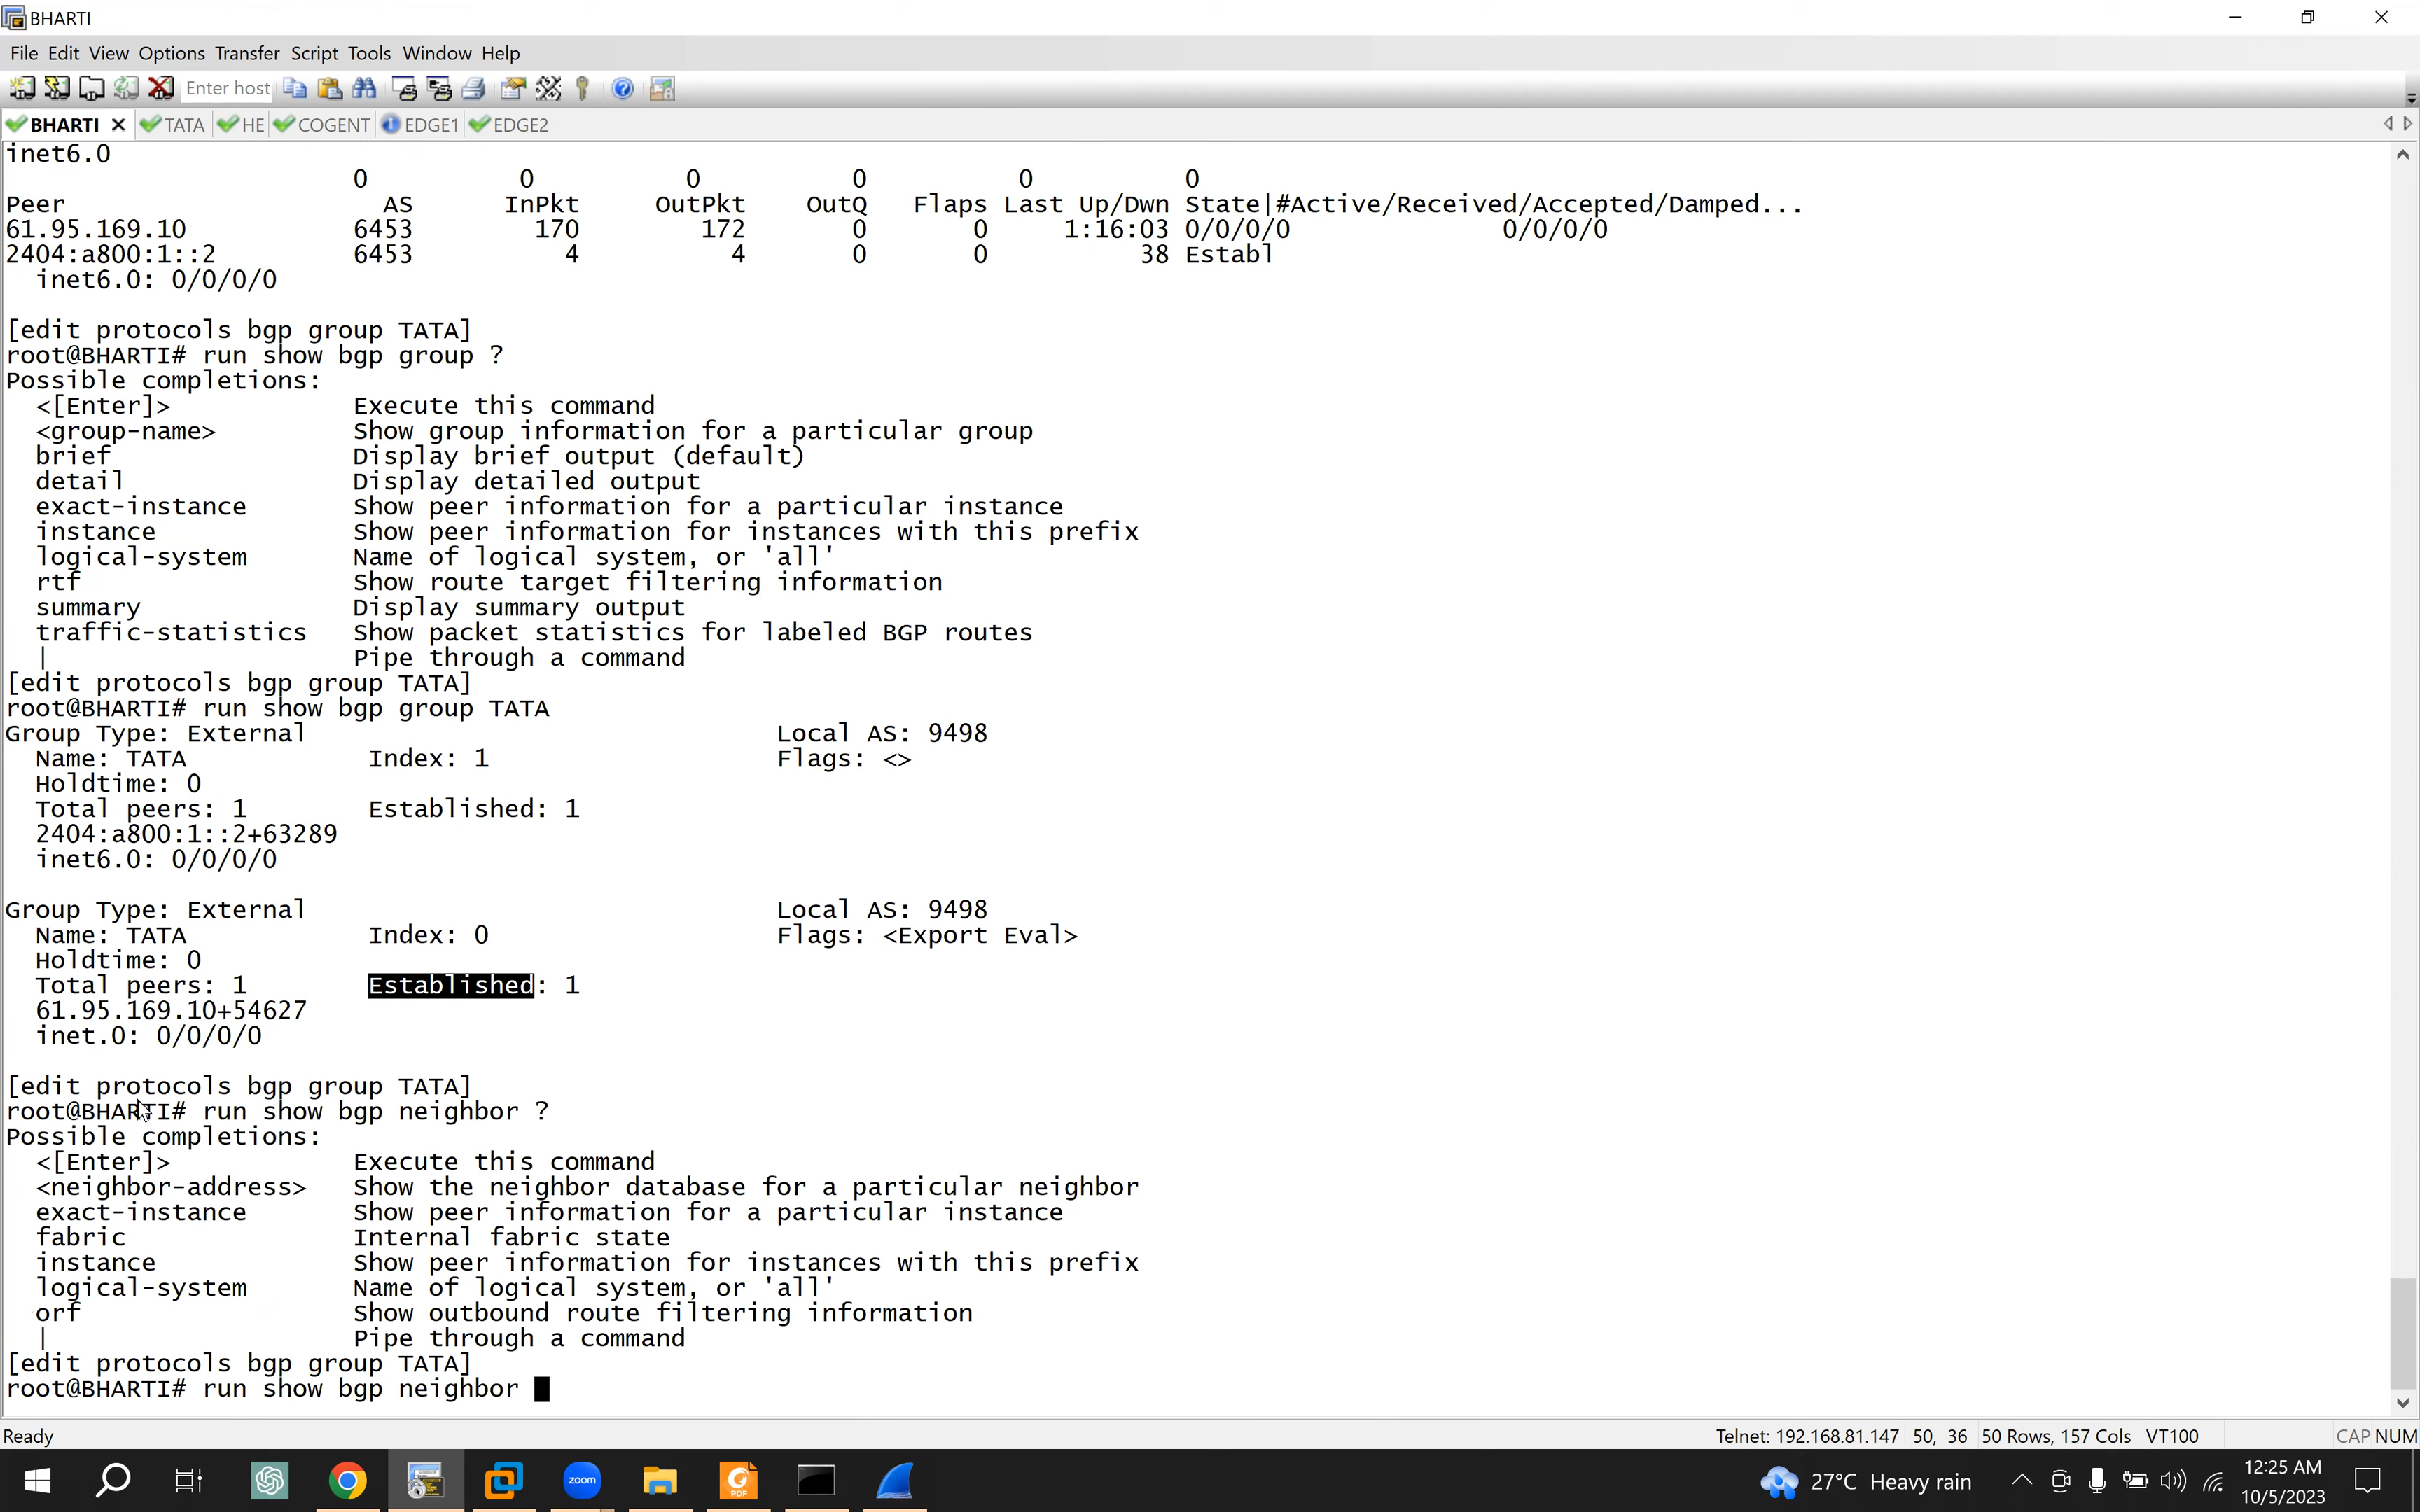 BHARTI
File Edit View Options Transfer Script Tools Window Help
Enter host
BHARTI TATA HE COGENT EDGE1 EDGE2
inet6.0
0 0 0 0 0 0
Peer AS InPkt OutPkt OutQ Flaps Last Up/Dwn State|#Active/Received/Accepted/Damped...
61.95.169.10 6453 170 172 0 0 1:16:03 0/0/0/0 0/0/0/0
2404:a800:1::2 6453 4 4 0 0 38 Establ
inet6.0: 0/0/0/0
[edit protocols bgp group TATA]
root@BHARTI# run show bgp group ?
Possible completions:
<[Enter]> Execute this command
<group-name> Show group information for a particular group
brief Display brief output (default)
detail Display detailed output
exact-instance Show peer information for a particular instance
instance Show peer information for instances with this prefix
logical-system Name of logical system, or 'all'
rtf Show route target filtering information
summary Display summary output
traffic-statistics Show packet statistics for labeled BGP routes
| Pipe through a command
[edit protocols bgp group TATA]
root@BHARTI# run show bgp group TATA
Group Type: External Local AS: 9498
Name: TATA Index: 1 Flags: <>
Holdtime: 0
Total peers: 1 Established: 1
2404:a800:1::2+63289
inet6.0: 0/0/0/0
Group Type: External Local AS: 9498
Name: TATA Index: 0 Flags: <Export Eval>
Holdtime: 0
Total peers: 1 Established: 1
61.95.169.10+54627
inet.0: 0/0/0/0
[edit protocols bgp group TATA]
root@BHARTI# run show bgp neighbor ?
Possible completions:
<[Enter]> Execute this command
<neighbor-address> Show the neighbor database for a particular neighbor
exact-instance Show peer information for a particular instance
fabric Internal fabric state
instance Show peer information for instances with this prefix
logical-system Name of logical system, or 'all'
orf Show outbound route filtering information
| Pipe through a command
[edit protocols bgp group TATA]
root@BHARTI# run show bgp neighbor
Ready Telnet: 192.168.81.147 50, 36 50 Rows, 157 Cols VT100 CAP NUM
zoom PDF 27°C Heavy rain 12:25 AM
10/5/2023